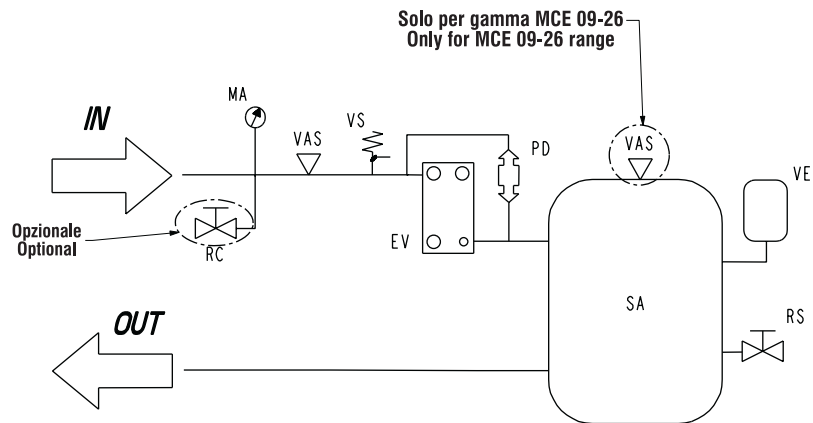 Solo per gamma MCE 09-26
Only for MCE 09-26 range
MA
IN
VAS
VS
PD
VAS
VE
Opzionale
Optional
RC
EV
SA
OUT
RS